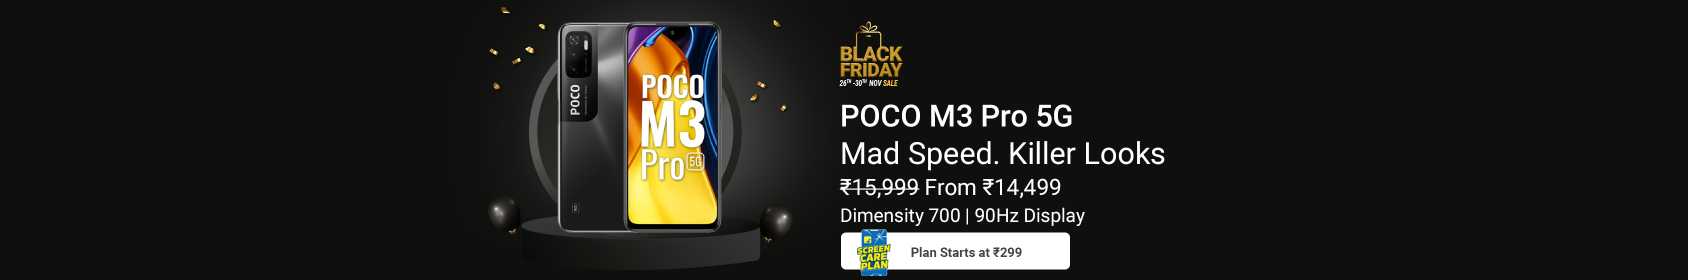 POCO
POCO
M3
Pro 5G
BLACK
FRIDAY
26TH -30TH NOV SALE
POCO M3 Pro 5G
Mad Speed. Killer Looks
₹15,999 From ₹14,499
Dimensity 700 | 90Hz Display
SCREEN
CARE
PLAN
Plan Starts at ₹299